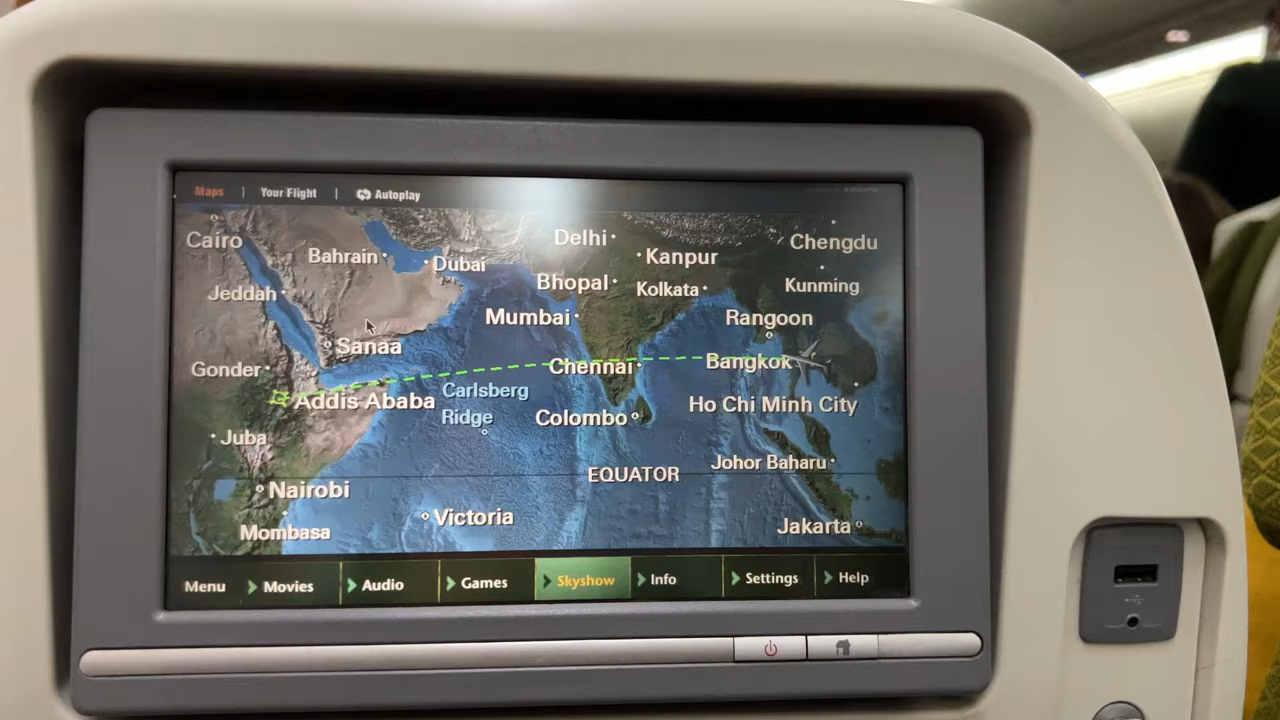 Maps | Your Flight | Autoplay
Cairo
Delhi
Chengdu
Bahrain
Dubai
Kanpur
Jeddah
Bhopal
Kolkata
Kunming
Mumbai
Rangoon
Sanaa
Gonder
Chennai
Bangkok
Addis Ababa
Carlsberg
Ridge
Colombo
Ho Chi Minh City
Juba
Johor Baharu
EQUATOR
Nairobi
Victoria
Jakarta
Mombasa
Menu Movies Audio Games Skyshow Info Settings Help